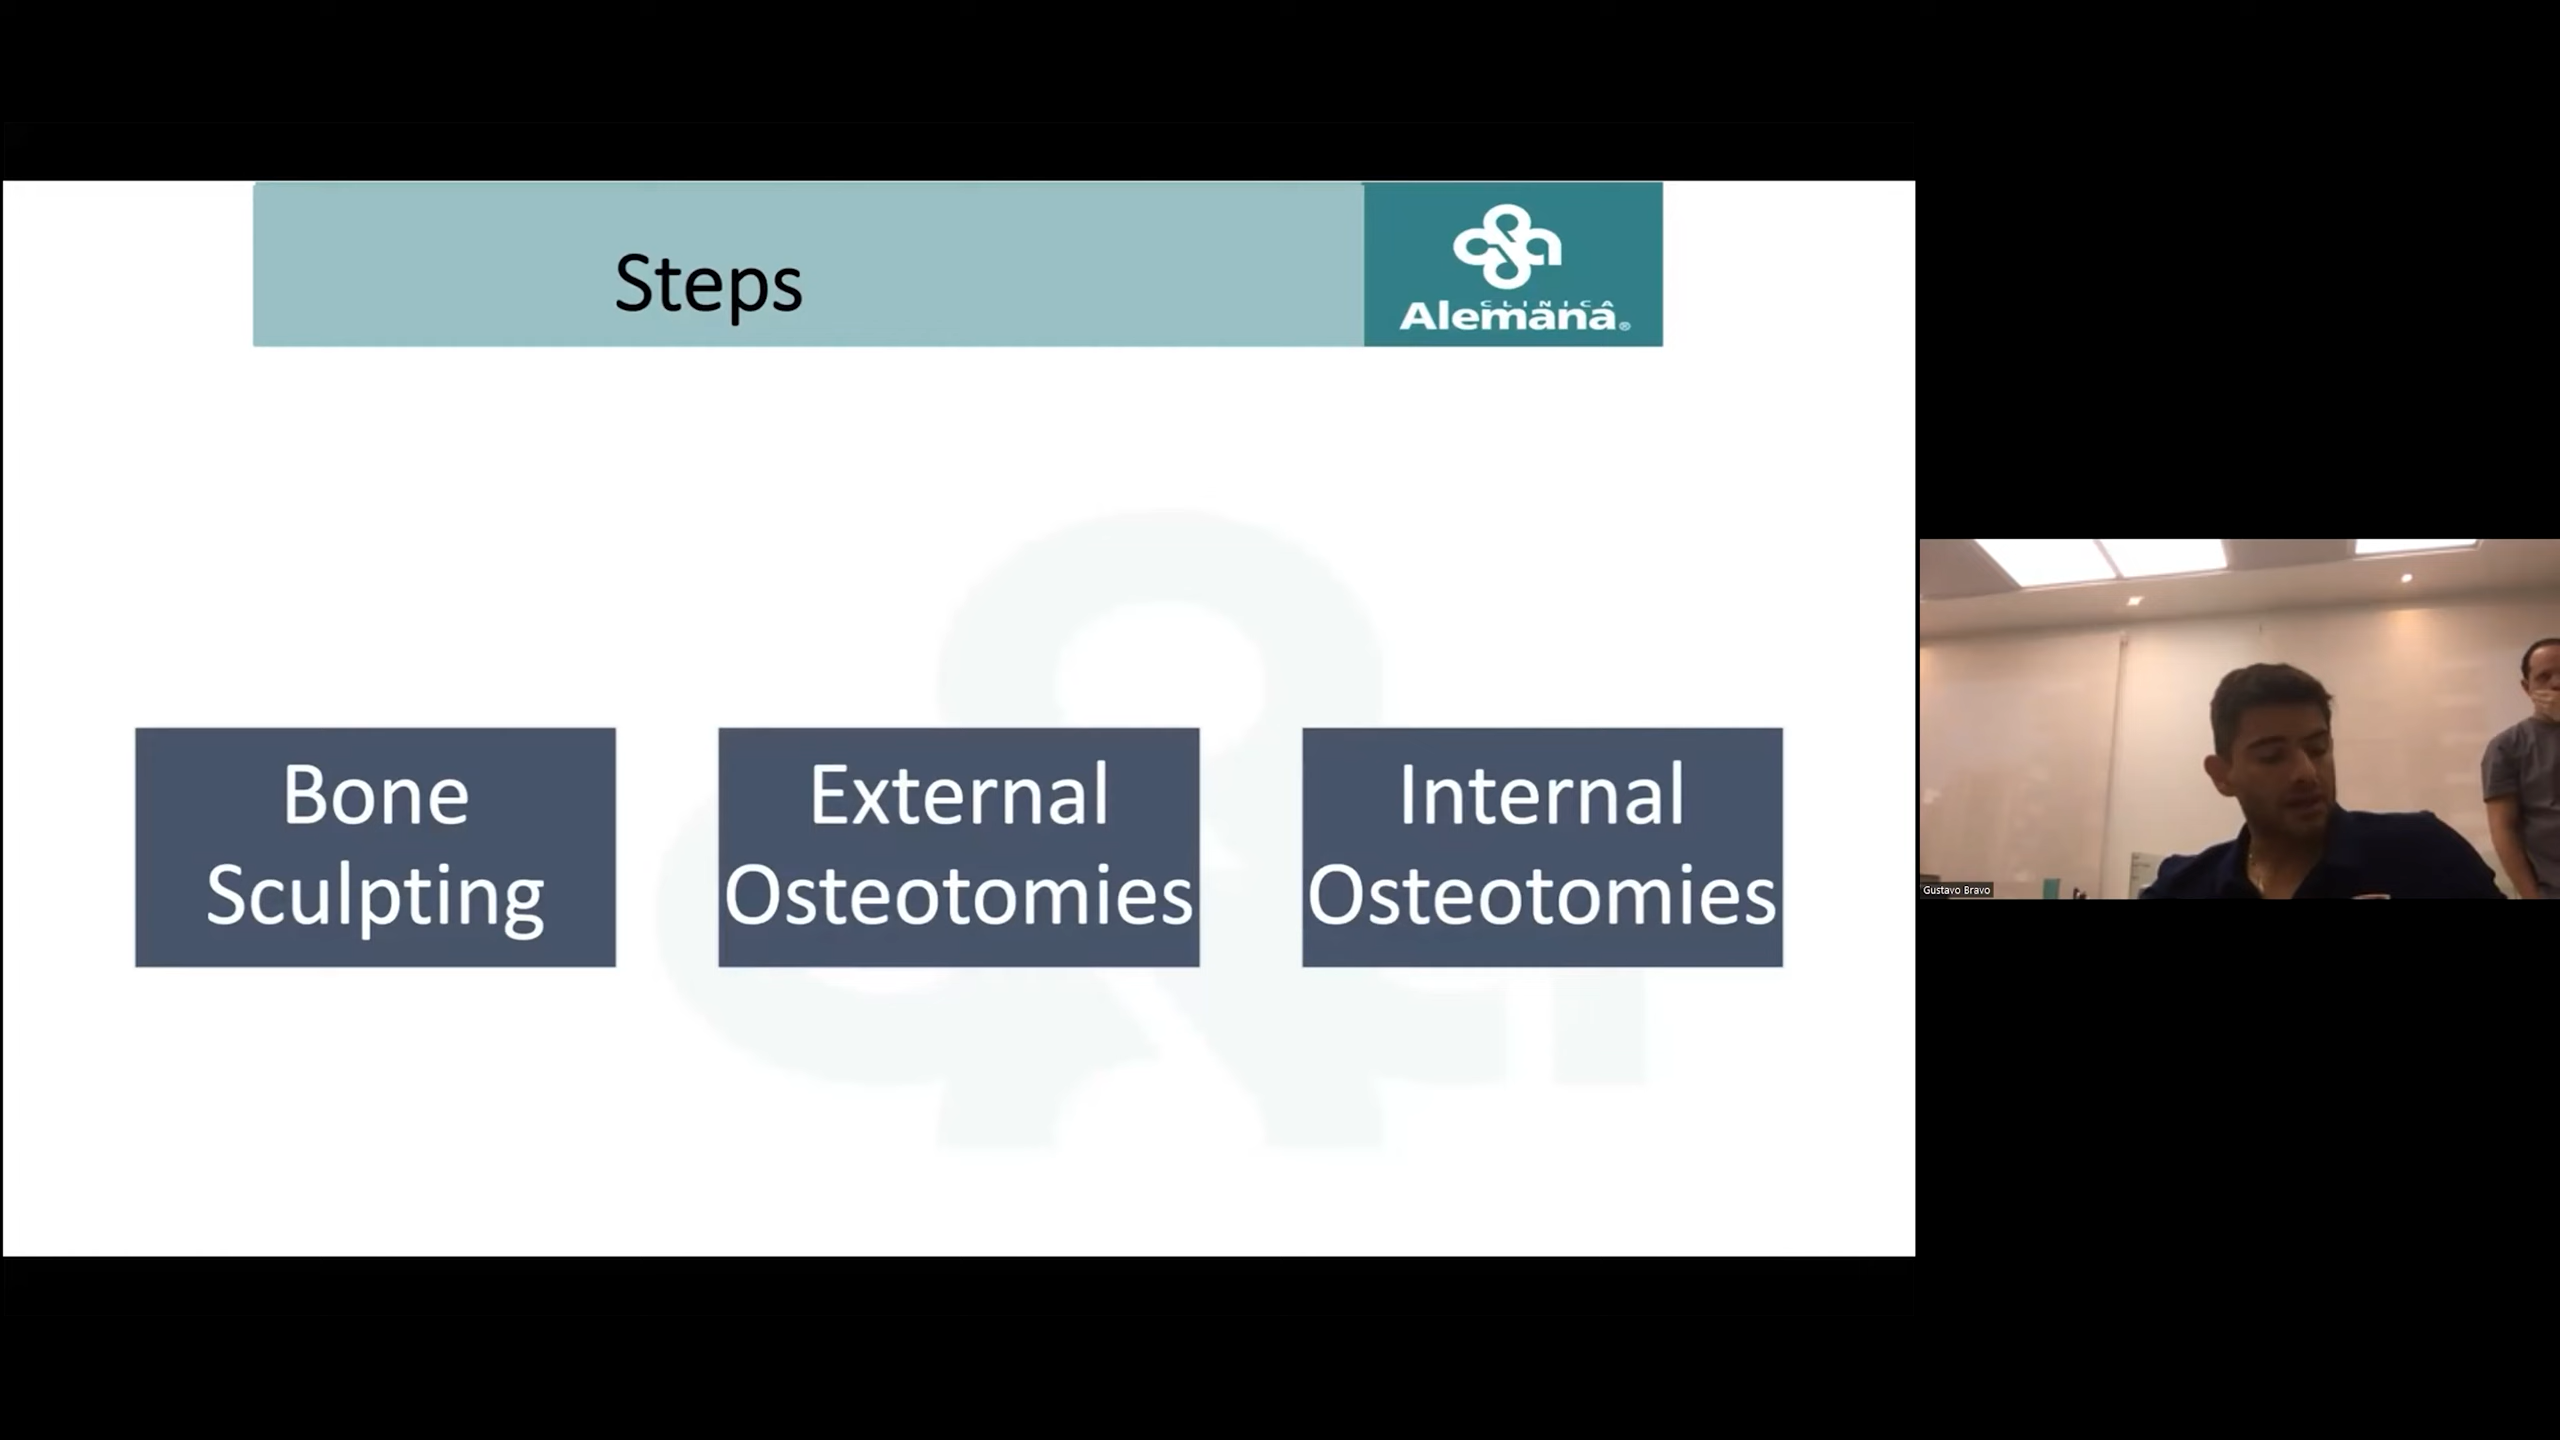 Steps
CLINICA
Alemana®
Bone
Sculpting
External
Osteotomies
Internal
Osteotomies
Gustavo Bravo